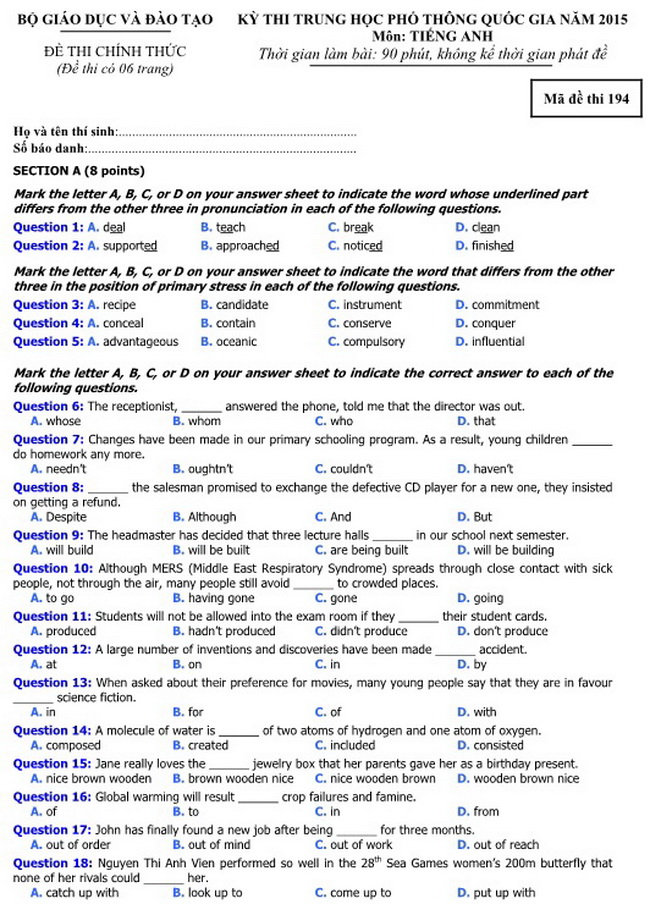 BỘ GIÁO DỤC VÀ ĐÀO TẠO KỲ THI TRUNG HỌC PHỔ THÔNG QUỐC GIA NĂM 2015
Môn: TIẾNG ANH
ĐỀ THI CHÍNH THỨC Thời gian làm bài: 90 phút, không kể thời gian phát đề
(Đề thi có 06 trang)
Mã đề thi 194
Họ và tên thí sinh:......................................................................
Số báo danh:................................................................................
SECTION A (8 points)
Mark the letter A, B, C, or D on your answer sheet to indicate the word whose underlined part
differs from the other three in pronunciation in each of the following questions.
Question 1: A. deal B. teach C. break D. clean
Question 2: A. supported B. approached C. noticed D. finished
Mark the letter A, B, C, or D on your answer sheet to indicate the word that differs from the other
three in the position of primary stress in each of the following questions.
Question 3: A. recipe B. candidate C. instrument D. commitment
Question 4: A. conceal B. contain C. conserve D. conquer
Question 5: A. advantageous B. oceanic C. compulsory D. influential
Mark the letter A, B, C, or D on your answer sheet to indicate the correct answer to each of the
following questions.
Question 6: The receptionist, ______ answered the phone, told me that the director was out.
A. whose B. whom C. who D. that
Question 7: Changes have been made in our primary schooling program. As a result, young children ______
do homework any more.
A. needn't B. oughtn't C. couldn't D. haven't
Question 8: ______ the salesman promised to exchange the defective CD player for a new one, they insisted
on getting a refund.
A. Despite B. Although C. And D. But
Question 9: The headmaster has decided that three lecture halls ______ in our school next semester.
A. will build B. will be built C. are being built D. will be building
Question 10: Although MERS (Middle East Respiratory Syndrome) spreads through close contact with sick
people, not through the air, many people still avoid ______ to crowded places.
A. to go B. having gone C. gone D. going
Question 11: Students will not be allowed into the exam room if they ______ their student cards.
A. produced B. hadn't produced C. didn't produce D. don't produce
Question 12: A large number of inventions and discoveries have been made ______ accident.
A. at B. on C. in D. by
Question 13: When asked about their preference for movies, many young people say that they are in favour
______ science fiction.
A. in B. for C. of D. with
Question 14: A molecule of water is ______ of two atoms of hydrogen and one atom of oxygen.
A. composed B. created C. included D. consisted
Question 15: Jane really loves the ______ jewelry box that her parents gave her as a birthday present.
A. nice brown wooden B. brown wooden nice C. nice wooden brown D. wooden brown nice
Question 16: Global warming will result ______ crop failures and famine.
A. of B. to C. in D. from
Question 17: John has finally found a new job after being ______ for three months.
A. out of order B. out of mind C. out of work D. out of reach
Question 18: Nguyen Thi Anh Vien performed so well in the 28th Sea Games women's 200m butterfly that
none of her rivals could ______ her.
A. catch up with B. look up to C. come up to D. put up with